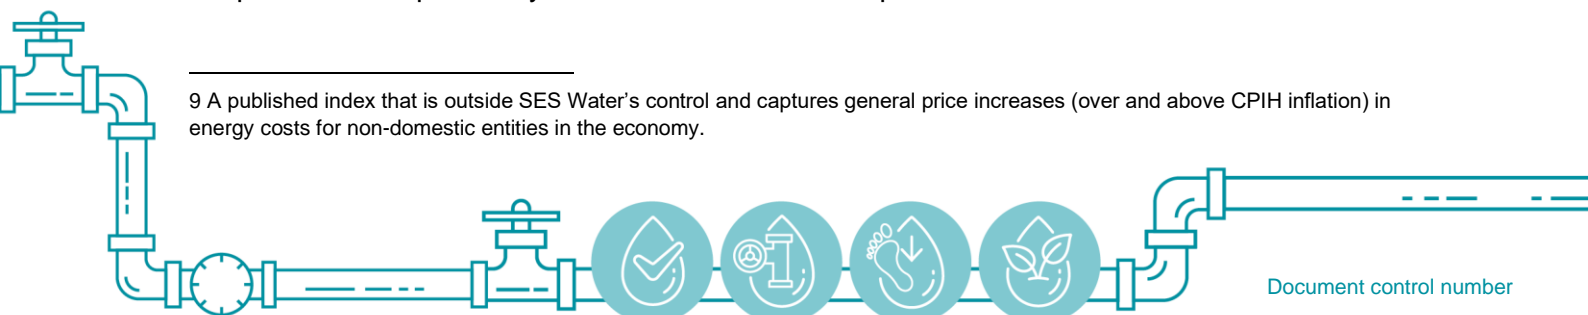 9 A published index that is outside SES Water's control and captures general price increases (over and above CPIH inflation) in
energy costs for non-domestic entities in the economy.
Document control number